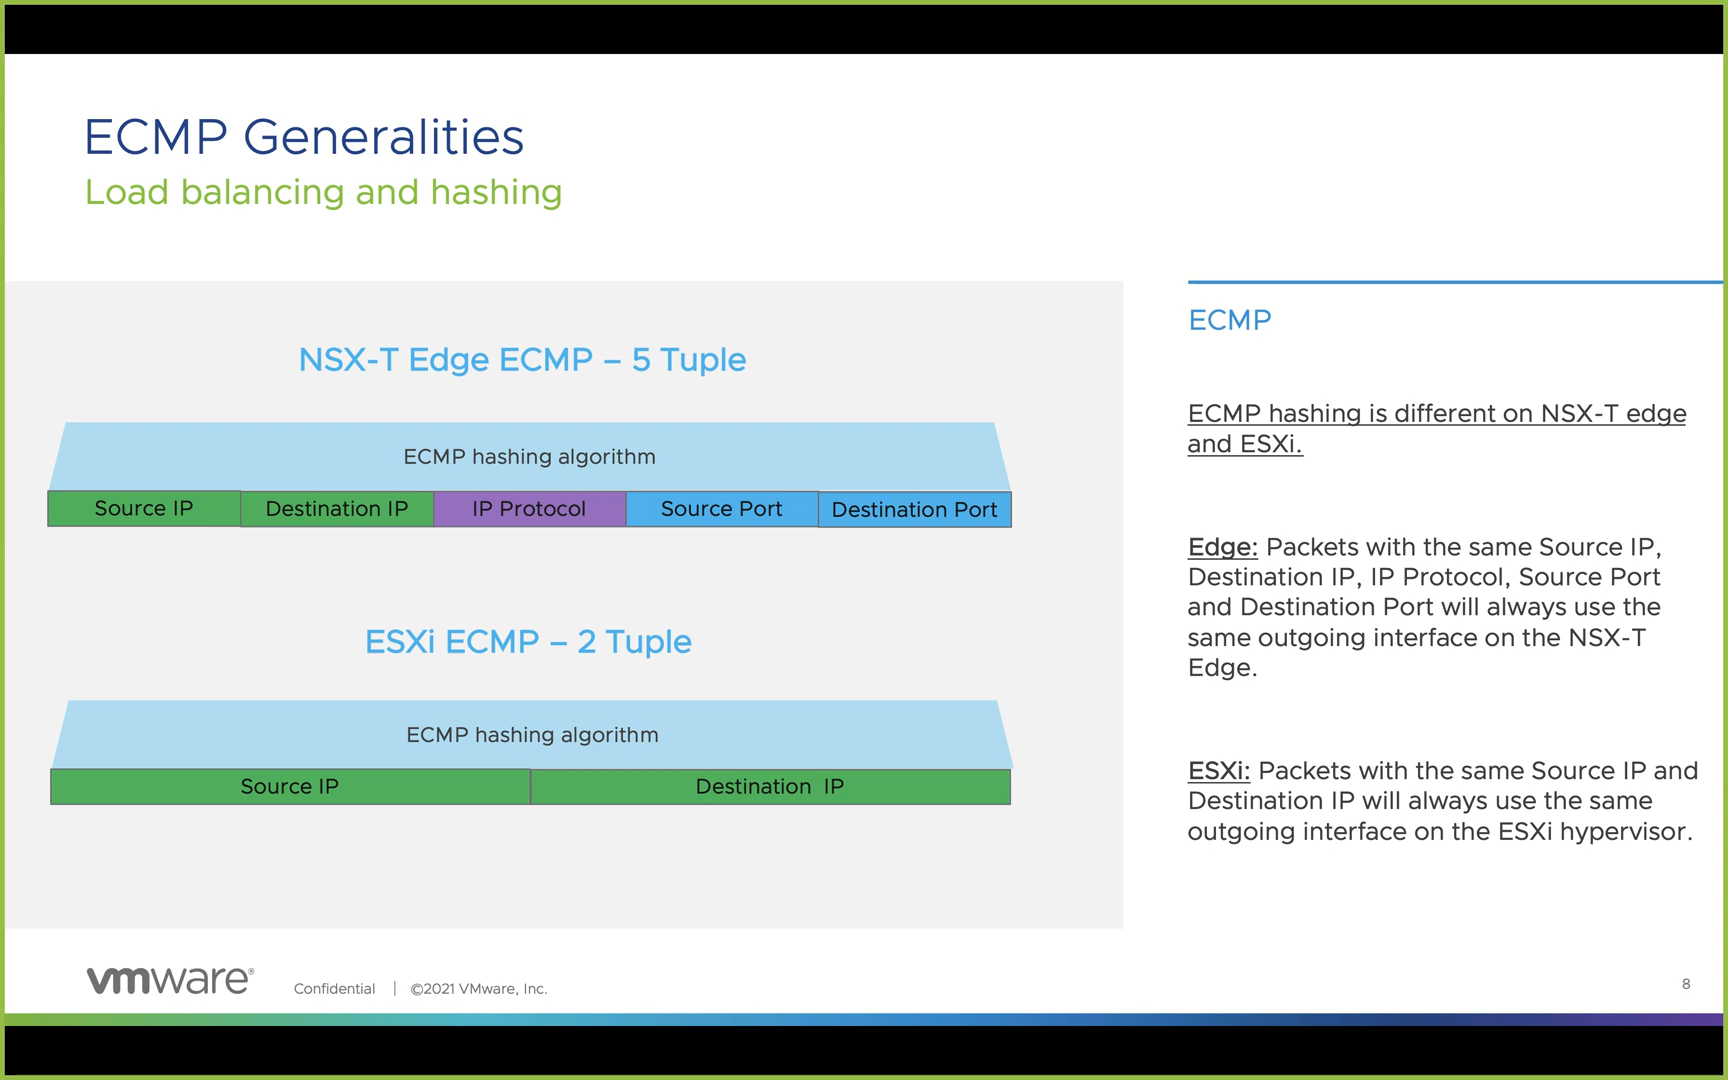 ECMP Generalities
Load balancing and hashing
NSX-T Edge ECMP – 5 Tuple
ECMP hashing algorithm
Source IP Destination IP IP Protocol Source Port Destination Port
ESXi ECMP – 2 Tuple
ECMP hashing algorithm
Source IP Destination IP
ECMP
ECMP hashing is different on NSX-T edge
and ESXi.
Edge: Packets with the same Source IP,
Destination IP, IP Protocol, Source Port
and Destination Port will always use the
same outgoing interface on the NSX-T
Edge.
ESXi: Packets with the same Source IP and
Destination IP will always use the same
outgoing interface on the ESXi hypervisor.
vmware® Confidential | ©2021 VMware, Inc.
8